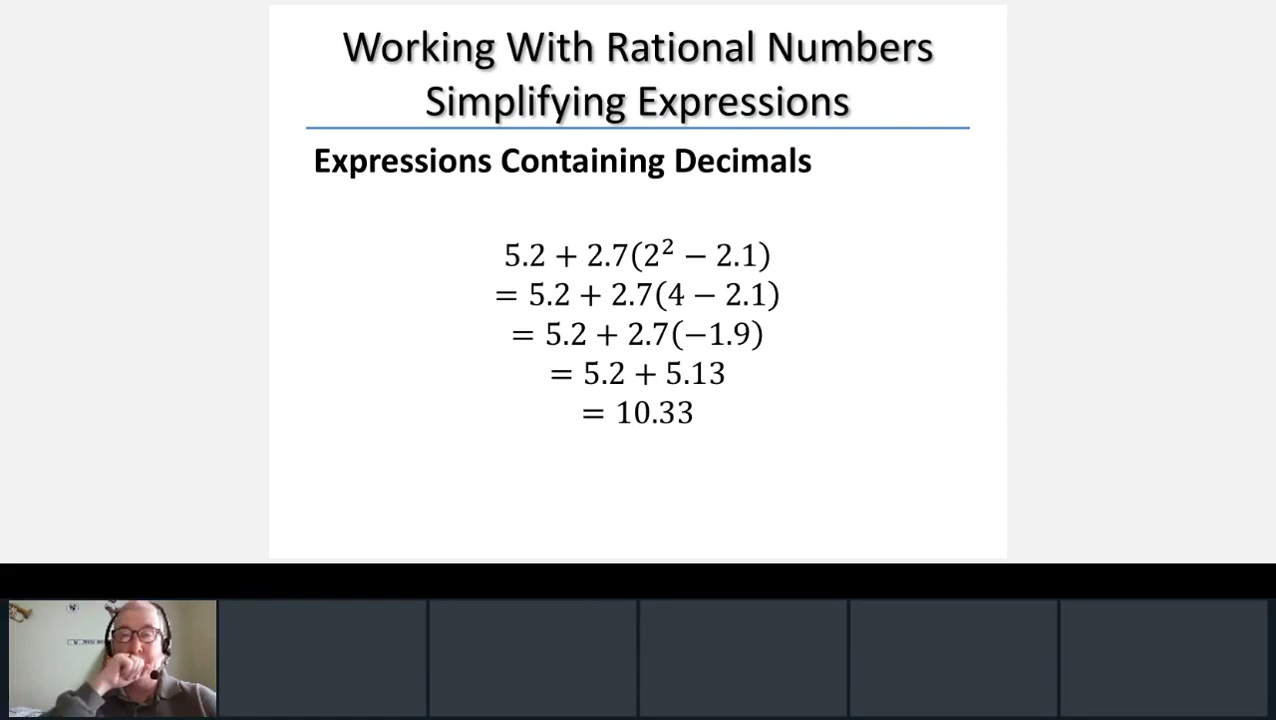 Working With Rational Numbers
Simplifying Expressions
Expressions Containing Decimals
5.2 + 2.7(2² − 2.1)
= 5.2 + 2.7(4 − 2.1)
= 5.2 + 2.7(−1.9)
= 5.2 + 5.13
= 10.33